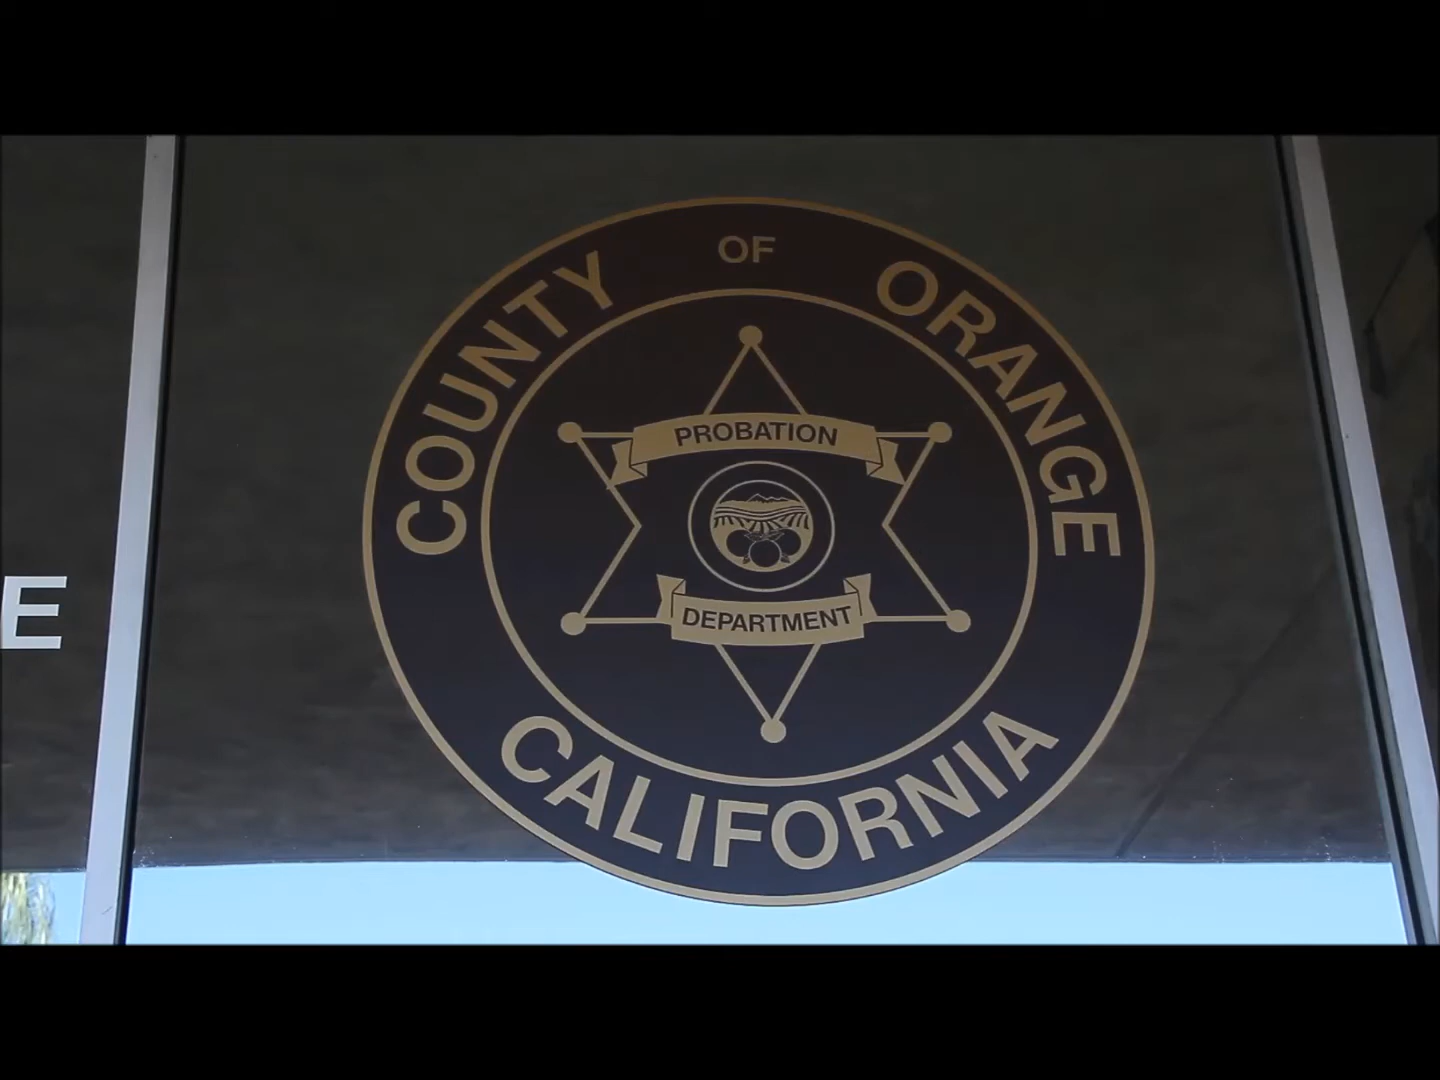 COUNTY OF ORANGE
PROBATION
DEPARTMENT
CALIFORNIA
E